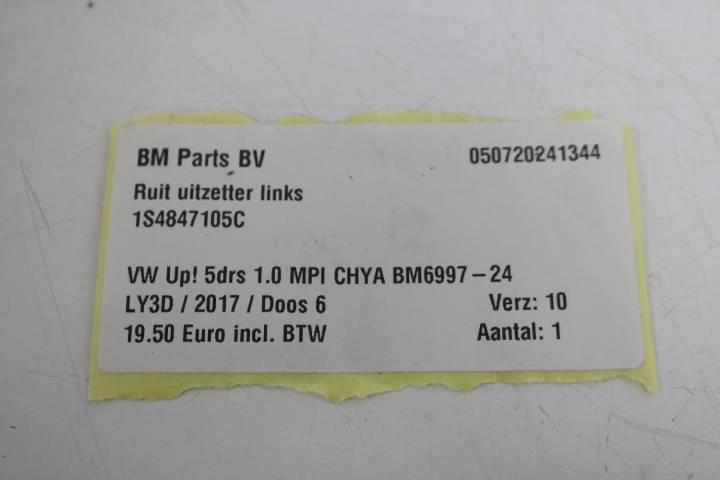 BM Parts BV 050720241344
Ruit uitzetter links
1S4847105C
VW Up! 5drs 1.0 MPI CHYA BM6997-24
LY3D / 2017 / Doos 6 Verz: 10
19.50 Euro incl. BTW Aantal: 1